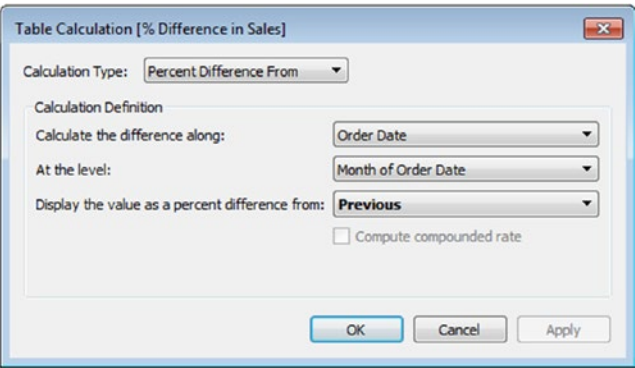 Table Calculation [% Difference in Sales]
Calculation Type: Percent Difference From
Calculation Definition
Calculate the difference along: Order Date
At the level: Month of Order Date
Display the value as a percent difference from: Previous
Compute compounded rate
OK Cancel Apply